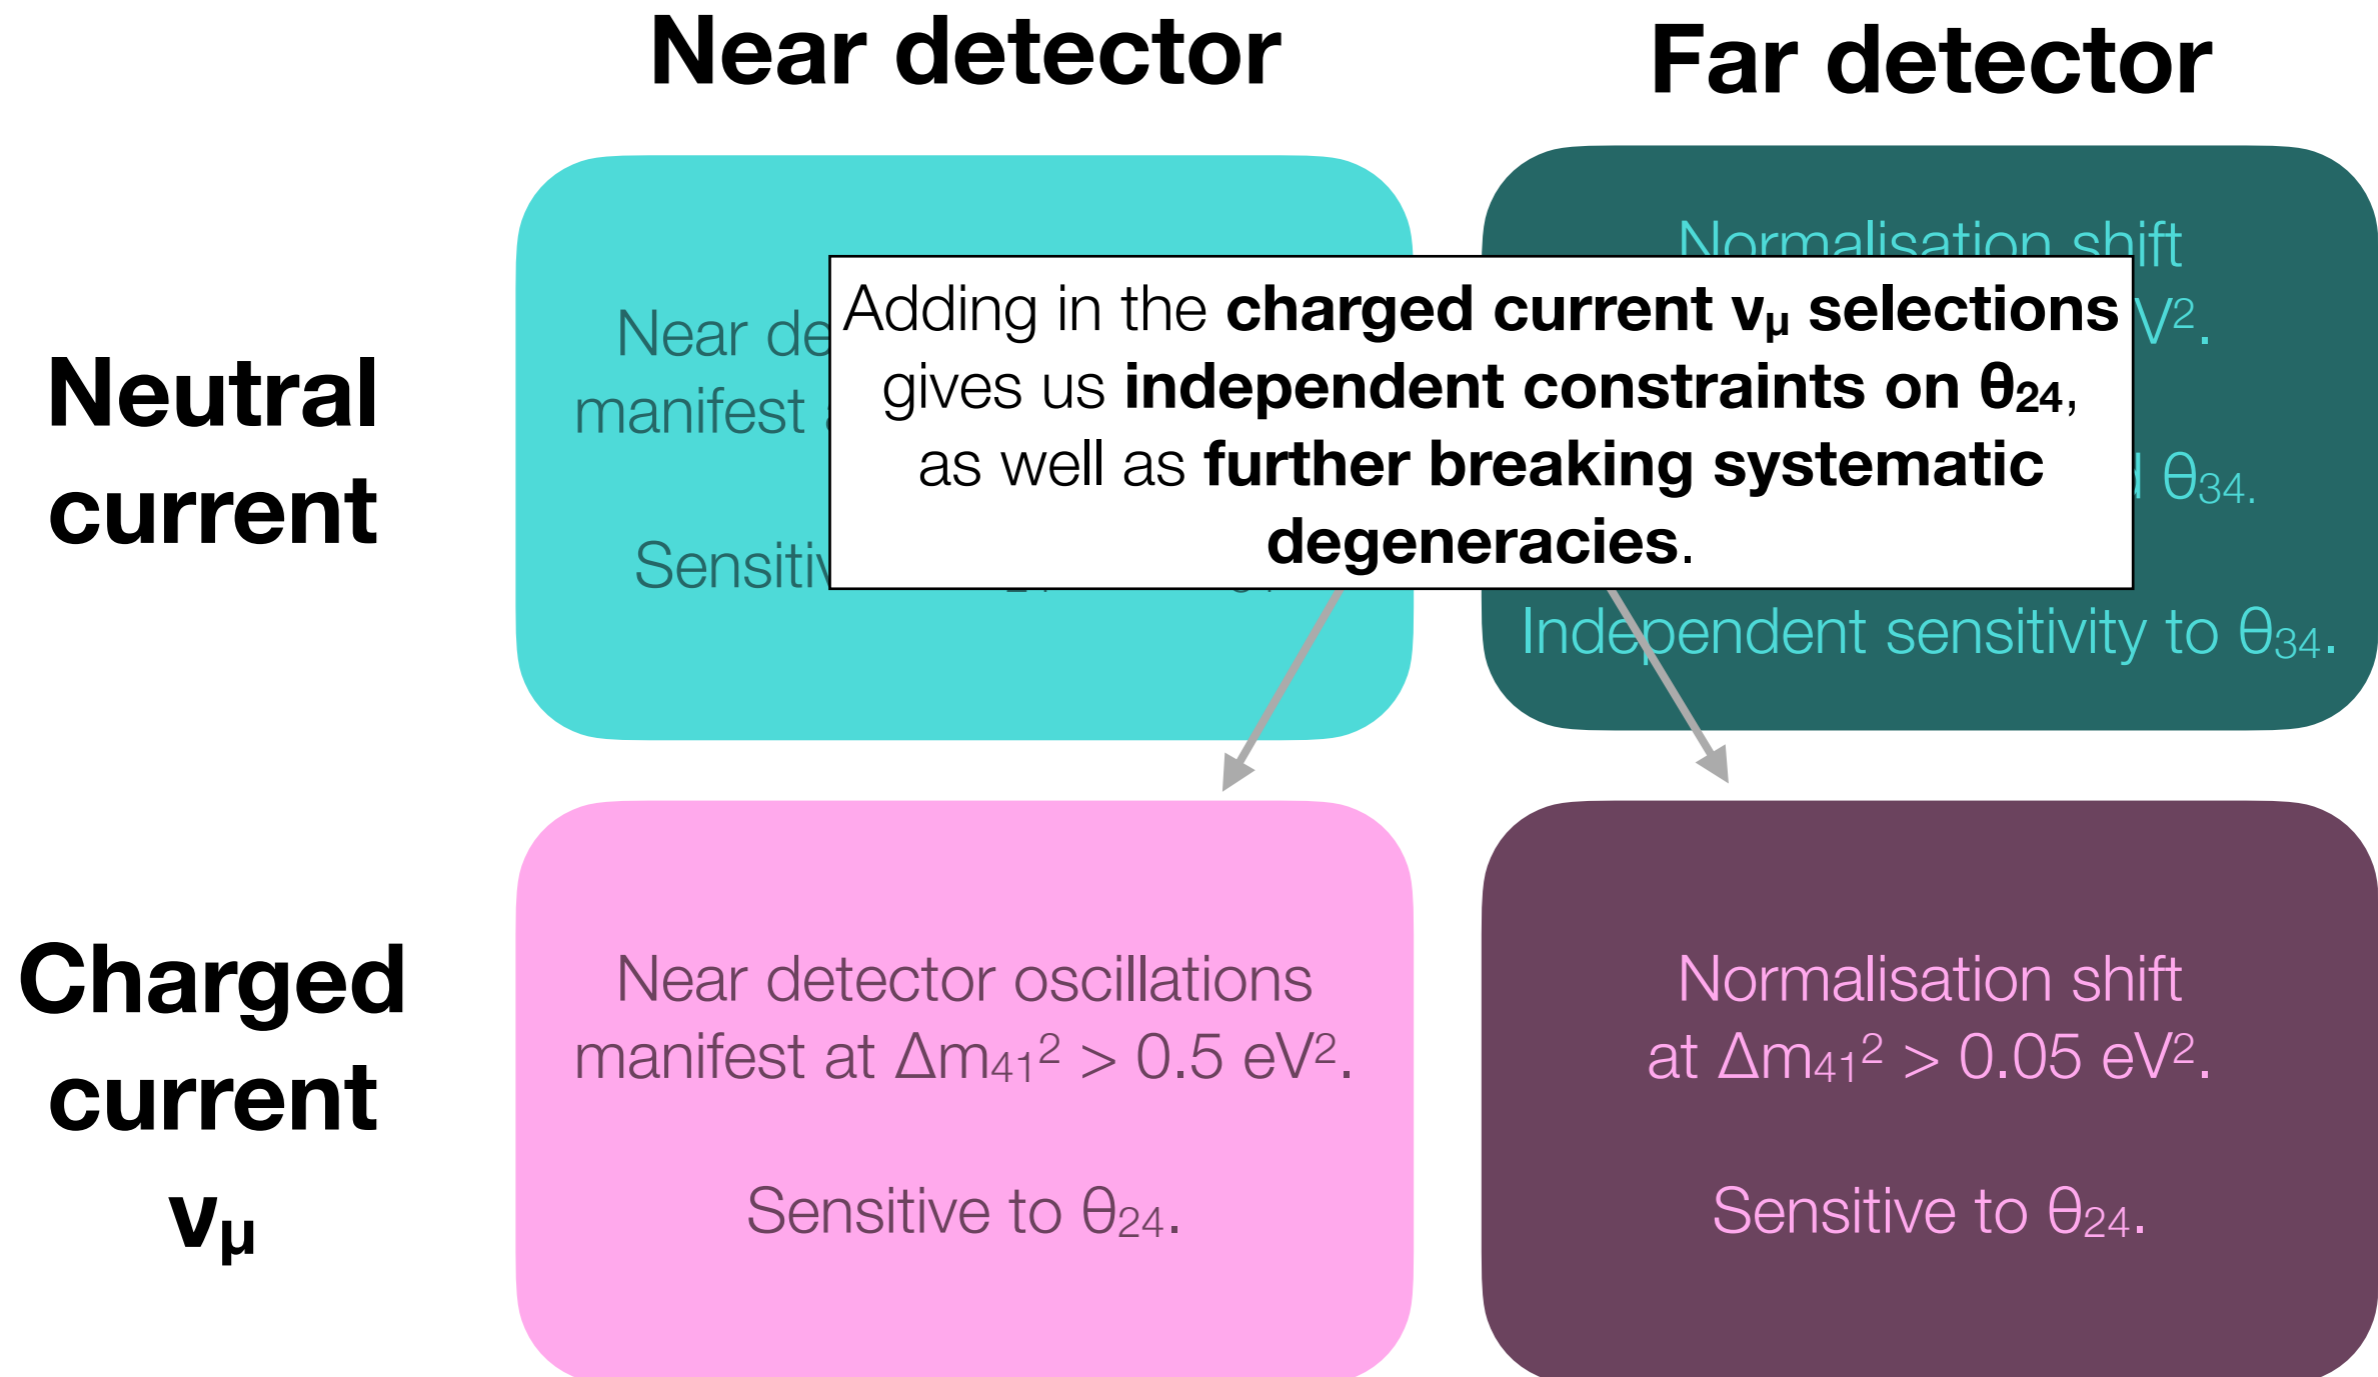 Near detector
Far detector
Neutral
current
Near
manifest
Normalisation shift
V².
θ₃₄.
Independent sensitivity to θ₃₄.
Adding in the charged current νμ selections
gives us independent constraints on θ₂₄,
as well as further breaking systematic
degeneracies.
Charged
current
νμ
Near detector oscillations
manifest at Δm₄₁² > 0.5 eV².
Sensitive to θ₂₄.
Normalisation shift
at Δm₄₁² > 0.05 eV².
Sensitive to θ₂₄.